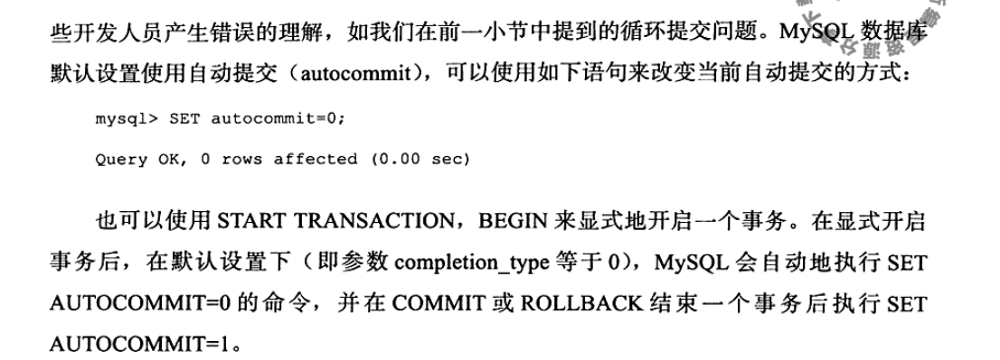 些开发人员产生错误的理解，如我们在前一小节中提到的循环提交问题。MySQL 数据库
默认设置使用自动提交（autocommit），可以使用如下语句来改变当前自动提交的方式：
mysql> SET autocommit=0;
Query OK, 0 rows affected (0.00 sec)
也可以使用 START TRANSACTION，BEGIN 来显式地开启一个事务。在显式开启
事务后，在默认设置下（即参数 completion_type 等于 0），MySQL 会自动地执行 SET
AUTOCOMMIT=0 的命令，并在 COMMIT 或 ROLLBACK 结束一个事务后执行 SET
AUTOCOMMIT=1。